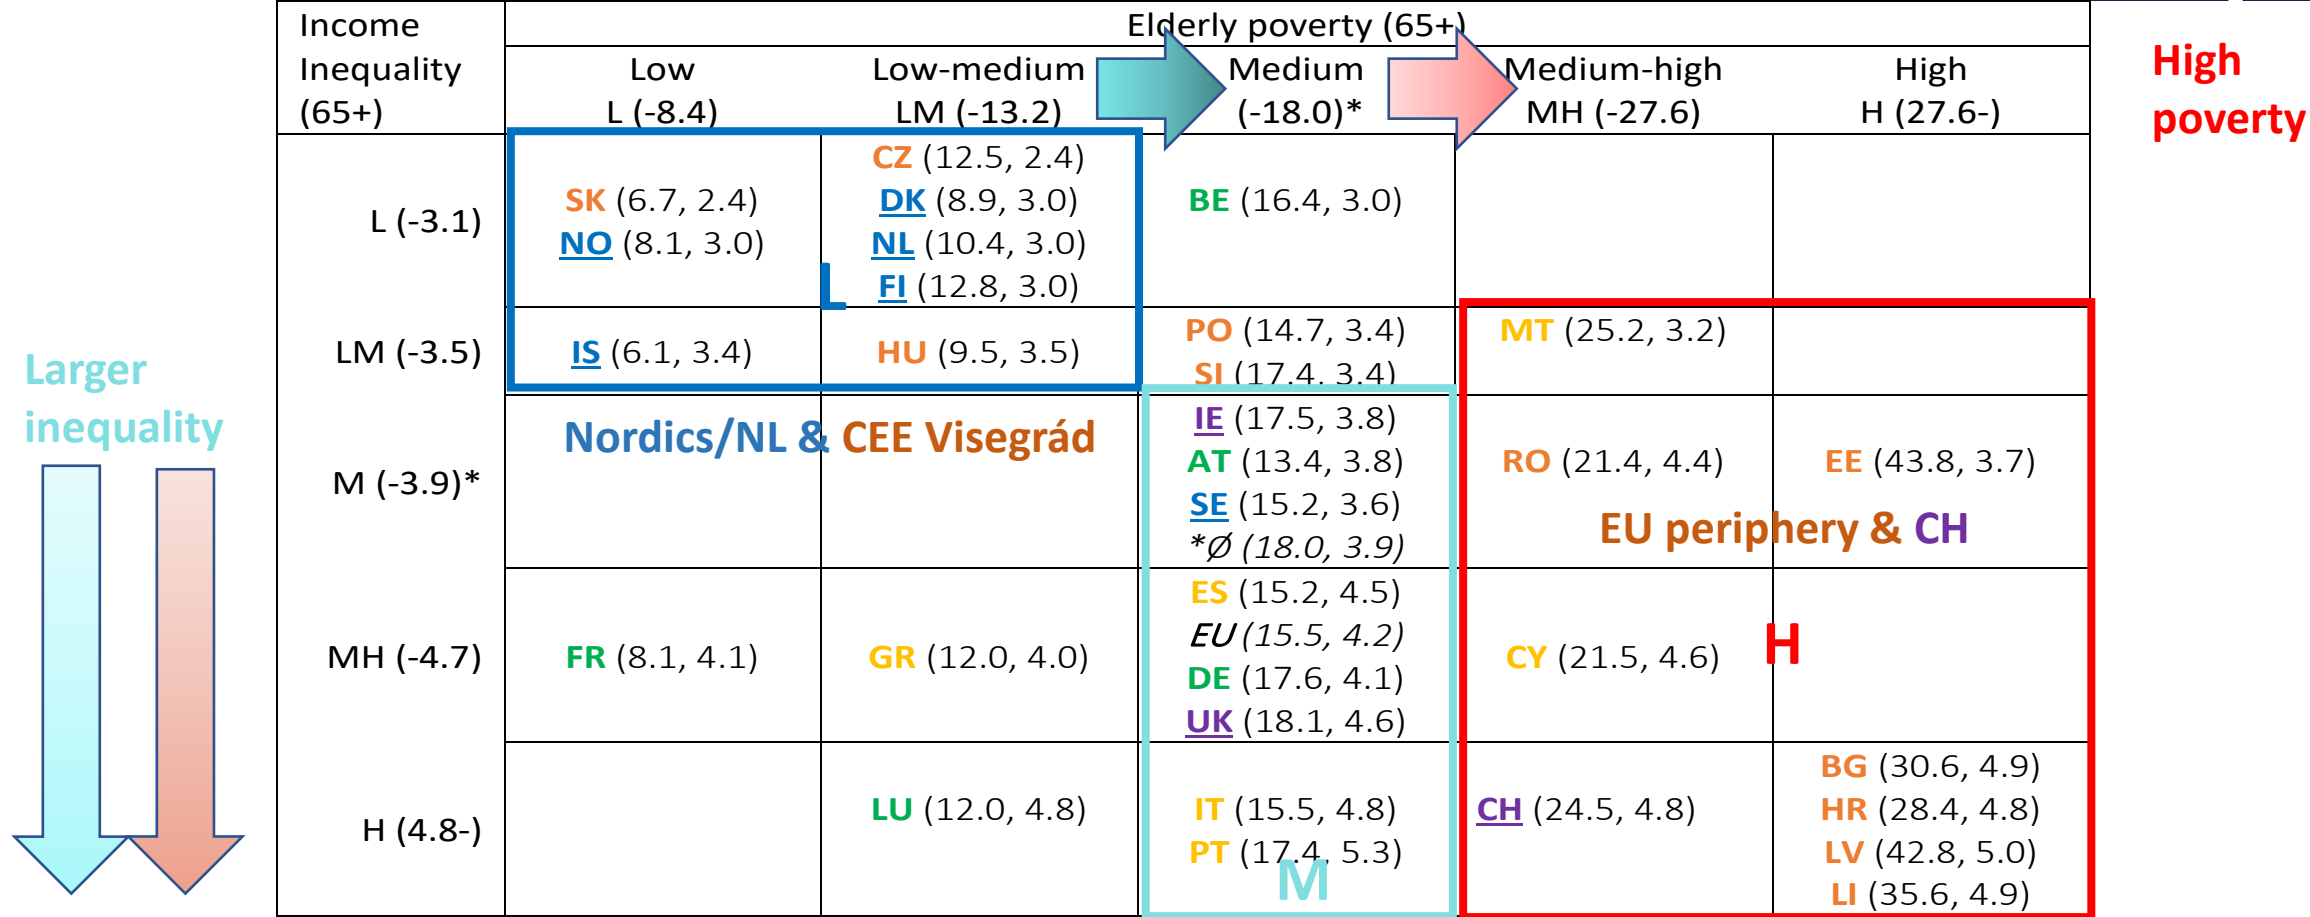 Income
Inequality
(65+)
Elderly poverty (65+)
Low
L (-8.4)
Low-medium
LM (-13.2)
Medium
(-18.0)*
Medium-high
MH (-27.6)
High
H (27.6-)
High
poverty
L (-3.1)
SK (6.7, 2.4)
NO (8.1, 3.0)
CZ (12.5, 2.4)
DK (8.9, 3.0)
NL (10.4, 3.0)
FI (12.8, 3.0)
L
BE (16.4, 3.0)
LM (-3.5)
IS (6.1, 3.4)
HU (9.5, 3.5)
PO (14.7, 3.4)
SI (17.4, 3.4)
MT (25.2, 3.2)
Larger
inequality
M (-3.9)*
Nordics/NL & CEE Visegrád
IE (17.5, 3.8)
AT (13.4, 3.8)
SE (15.2, 3.6)
*Ø (18.0, 3.9)
RO (21.4, 4.4)
EE (43.8, 3.7)
EU periphery & CH
MH (-4.7)
FR (8.1, 4.1)
GR (12.0, 4.0)
ES (15.2, 4.5)
EU (15.5, 4.2)
DE (17.6, 4.1)
UK (18.1, 4.6)
CY (21.5, 4.6)
H
H (4.8-)
LU (12.0, 4.8)
IT (15.5, 4.8)
PT (17.4, 5.3)
M
CH (24.5, 4.8)
BG (30.6, 4.9)
HR (28.4, 4.8)
LV (42.8, 5.0)
LI (35.6, 4.9)